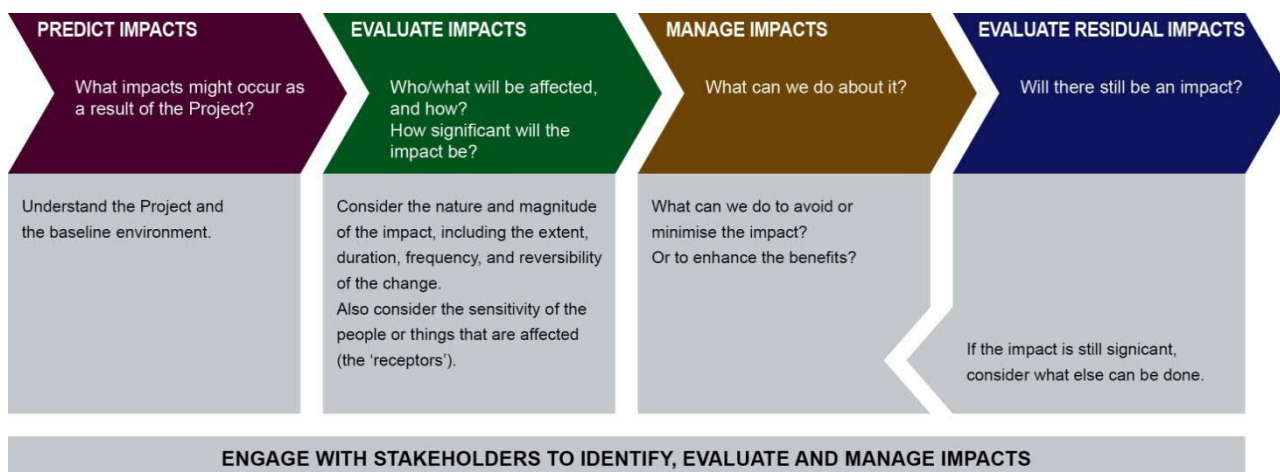 PREDICT IMPACTS
What impacts might occur as
a result of the Project?
Understand the Project and
the baseline environment.
EVALUATE IMPACTS
Who/what will be affected,
and how?
How significant will the
impact be?
Consider the nature and magnitude
of the impact, including the extent,
duration, frequency, and reversibility
of the change.
Also consider the sensitivity of the
people or things that are affected
(the ‘receptors’).
MANAGE IMPACTS
What can we do about it?
What can we do to avoid or
minimise the impact?
Or to enhance the benefits?
EVALUATE RESIDUAL IMPACTS
Will there still be an impact?
If the impact is still signicant,
consider what else can be done.
ENGAGE WITH STAKEHOLDERS TO IDENTIFY, EVALUATE AND MANAGE IMPACTS